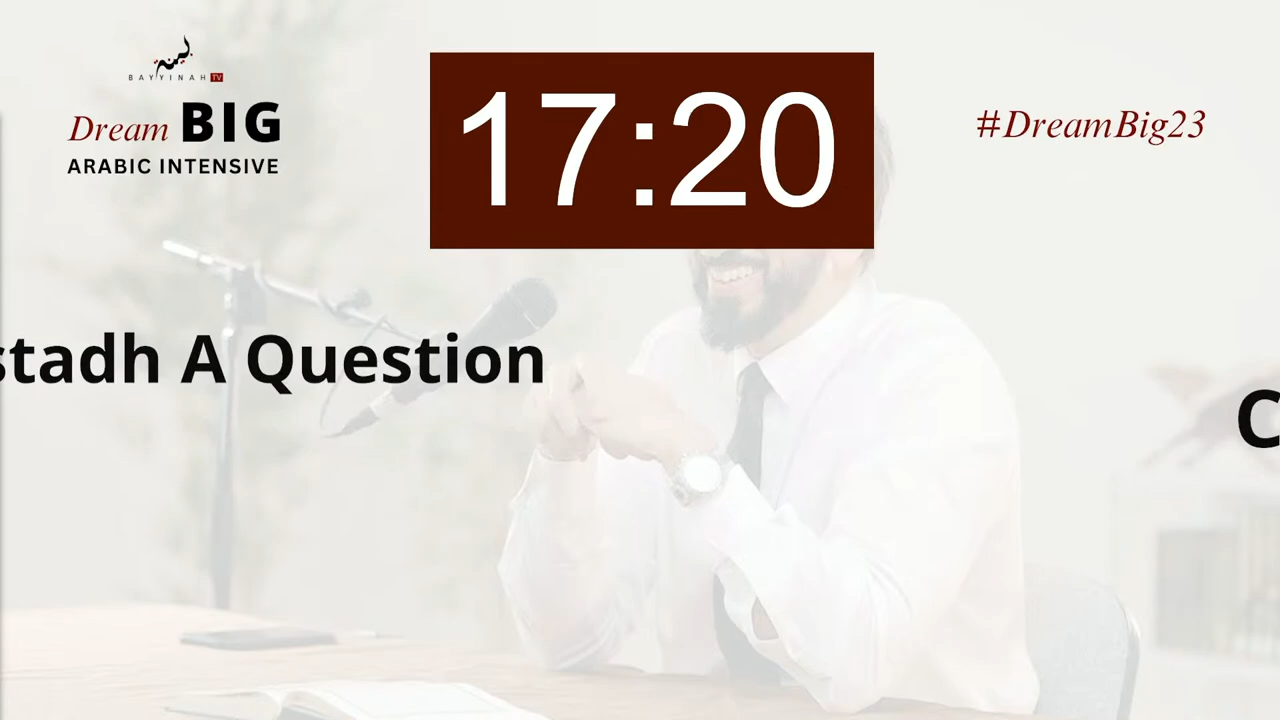 BAYYINAH TV
Dream BIG
ARABIC INTENSIVE
17:20
#DreamBig23
stadh A Question
C